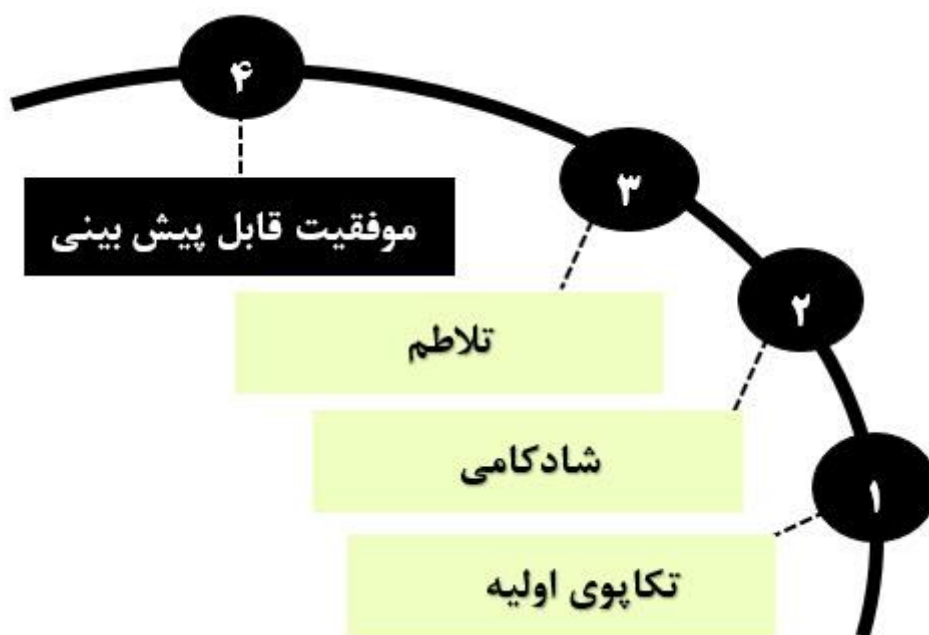 ۴
موفقیت قابل پیش بینی
۳
تلاطم
۲
شادکامی
۱
تکاپوی اولیه